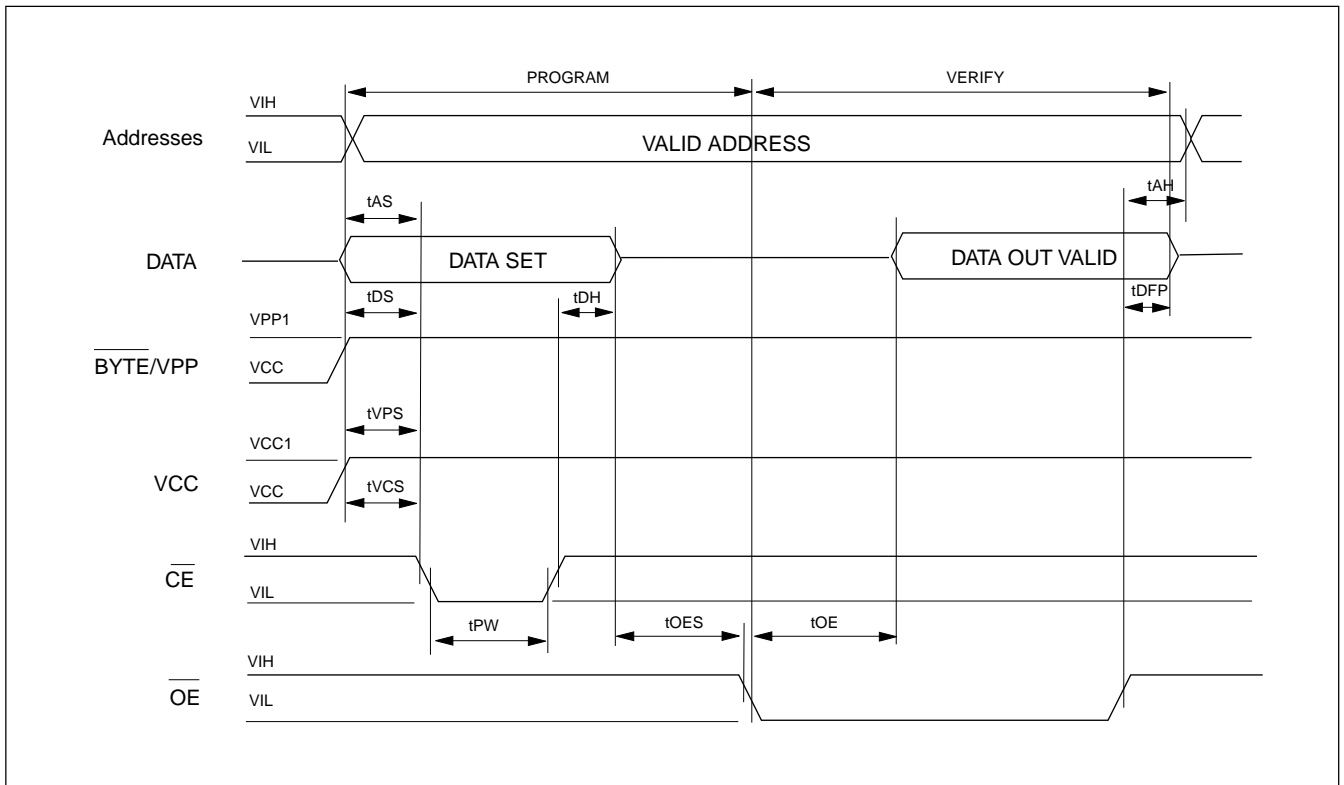 PROGRAM VERIFY
VIH
Addresses
VIL
VALID ADDRESS
tAS
tAH
DATA
DATA SET
DATA OUT VALID
tDS
tDH
tDFP
VPP1
BYTE/VPP
VCC
tVPS
VCC1
VCC
VCC
tVCS
VIH
CE
VIL
tPW
tOES
tOE
VIH
OE
VIL